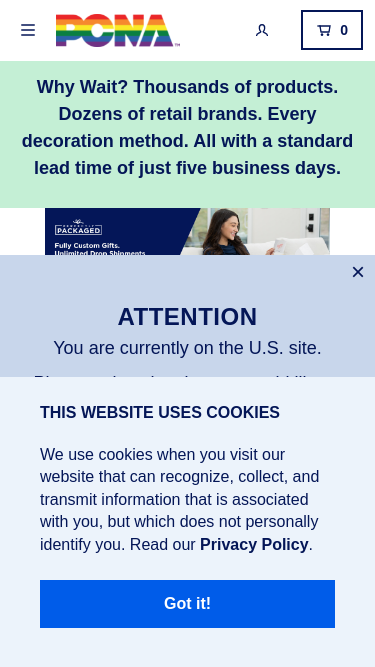 PCNA
0
Why Wait? Thousands of products.
Dozens of retail brands. Every
decoration method. All with a standard
lead time of just five business days.
PACKAGED
Fully Custom Gifts.
Unlimited Drop Shipments
ATTENTION
You are currently on the U.S. site.
THIS WEBSITE USES COOKIES
We use cookies when you visit our
website that can recognize, collect, and
transmit information that is associated
with you, but which does not personally
identify you. Read our Privacy Policy.
Got it!